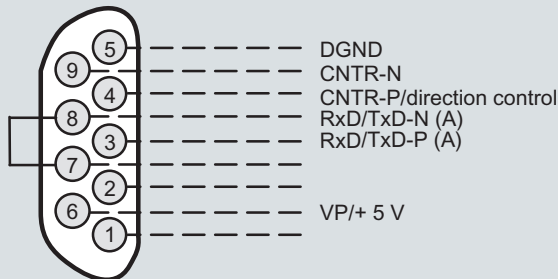 5 DGND
9 CNTR-N
4 CNTR-P/direction control
8 RxD/TxD-N (A)
3 RxD/TxD-P (A)
7
2
6 VP/+ 5 V
1